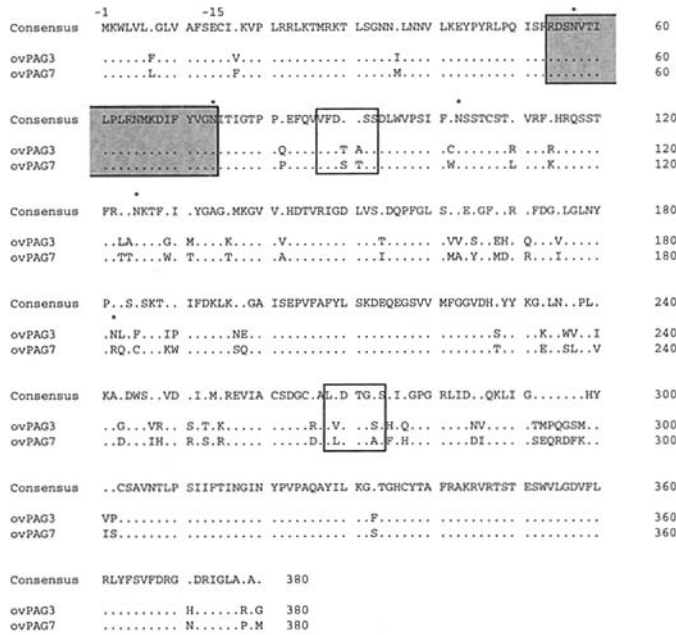 -1 -15 *
Consensus MKWLVL.GLV AFSECI.KVP LRRLKTMRKT LSGNN.LNNV LKEYPYRLPQ ISFRDSNVTI 60
ovPAG3 ......F... ......V... .......... .....I.... .......... .......... 60
ovPAG7 ......L... ......F... .......... .....M.... .......... .......... 60
* *
Consensus LPLRNMKDIF YVGNITIGTP P.EFQVVFD. .SSDLWVPSI F.NSSTCST. VRF.HRQSST 120
ovPAG3 .......... .......... .Q.......T A......... .C.......R ...R...... 120
ovPAG7 .......... .......... .P.......S T......... .W.......L ...K...... 120
*
Consensus FR..NKTF.I .YGAG.MKGV V.HDTVRIGD LVS.DQPFGL S..E.GF..R .FDG.LGLNY 180
ovPAG3 ..LA....G. M....K.... .V........ ...T...... .VV.S..EH. Q...V..... 180
ovPAG7 ..TT....W. T....T.... .A........ ...I...... .MA.Y..MD. R...I..... 180
*
Consensus P..S.SKT.. IFDKLK..GA ISEPVFAFYL SKDEQEGSVV MFGGVDH.YY KG.LN..PL. 240
ovPAG3 .NL.F...IP ......NE.. .......... .......... .......S.. ..K..WV..I 240
ovPAG7 .RQ.C...KW ......SQ.. .......... .......... .......T.. ..E..SL..V 240
Consensus KA.DWS..VD .I.M.REVIA CSDGC.AL.D TG.S.I.GPG RLID..QKLI G.......HY 300
ovPAG3 ..G...VR.. S.T.K..... .....R..V. ..S.H.Q... ....NV.... .TMPQGSM.. 300
ovPAG7 ..D...IH.. R.S.R..... .....D..L. ..A.F.H... ....DI.... .SEQRDFK.. 300
Consensus ..CSAVNTLP SIIFTINGIN YPVPAQAYIL KG.TGHCYTA FRAKRVRTST ESWVLGDVFL 360
ovPAG3 VP........ .......... .......... ..F....... .......... .......... 360
ovPAG7 IS........ .......... .......... ..S....... .......... .......... 360
Consensus RLYFSVFDRG .DRIGLA.A. 380
ovPAG3 .......... H......R.G 380
ovPAG7 .......... N......P.M 380